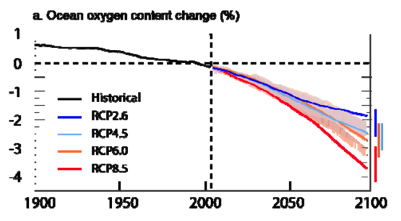 a. Ocean oxygen content change (%)
1
0
-1
-2
-3
-4
Historical
RCP2.6
RCP4.5
RCP6.0
RCP8.5
1900 1950 2000 2050 2100